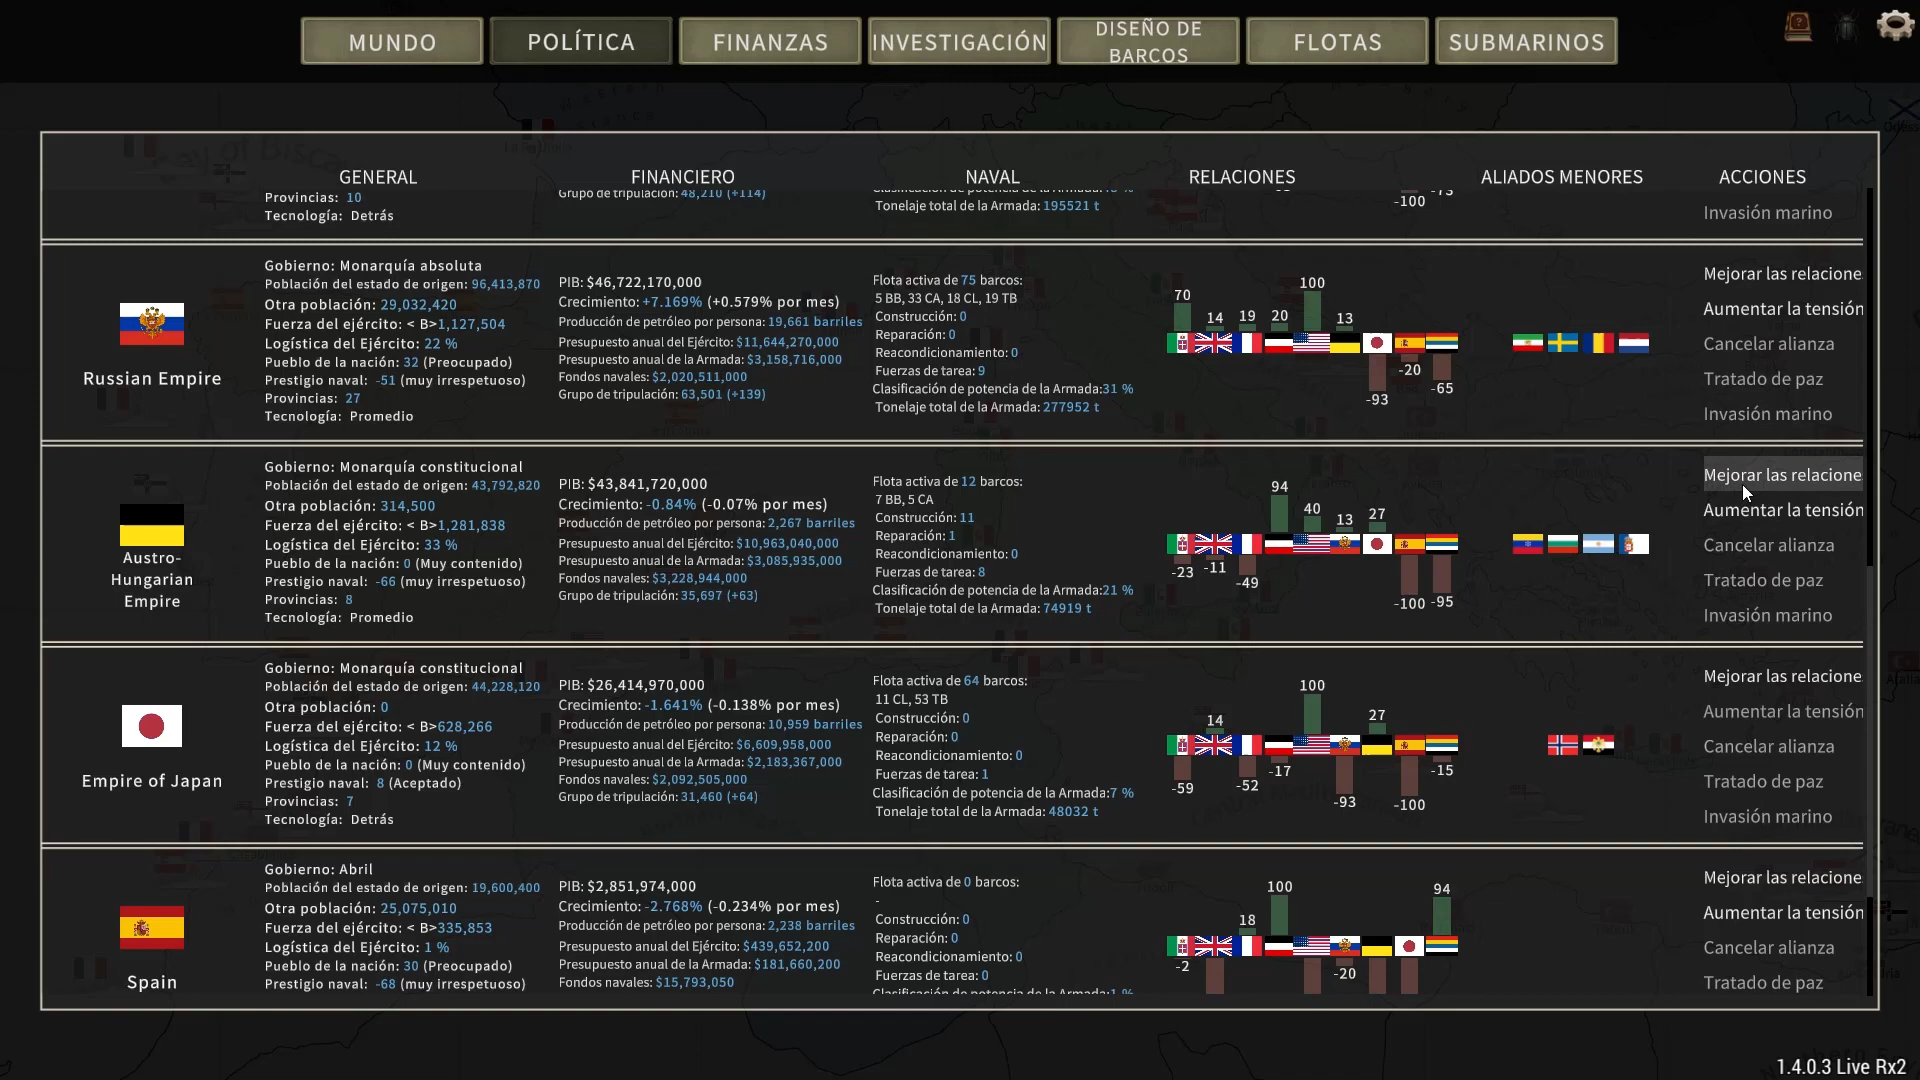 MUNDO
POLÍTICA
FINANZAS
INVESTIGACIÓN
DISEÑO DE
BARCOS
FLOTAS
SUBMARINOS
GENERAL
FINANCIERO
NAVAL
RELACIONES
ALIADOS MENORES
ACCIONES
Provincias: 10
Tecnología: Detrás
Grupo de tripulación: 48,210 (+114)
Tonelaje total de la Armada: 195521 t
-100
-73
Invasión marino
Russian Empire
Gobierno: Monarquía absoluta
Población del estado de origen: 96,413,870
Otra población: 29,032,420
Fuerza del ejército: < B>1,127,504
Logística del Ejército: 22 %
Pueblo de la nación: 32 (Preocupado)
Prestigio naval: -51 (muy irrespetuoso)
Provincias: 27
Tecnología: Promedio
PIB: $46,722,170,000
Crecimiento: +7.169% (+0.579% por mes)
Producción de petróleo por persona: 19,661 barriles
Presupuesto anual del Ejército: $11,644,270,000
Presupuesto anual de la Armada: $3,158,716,000
Fondos navales: $2,020,511,000
Grupo de tripulación: 63,501 (+139)
Flota activa de 75 barcos:
5 BB, 33 CA, 18 CL, 19 TB
Construcción: 0
Reparación: 0
Reacondicionamiento: 0
Fuerzas de tarea: 9
Clasificación de potencia de la Armada:31 %
Tonelaje total de la Armada: 277952 t
70
14
19
20
100
13
-93
-20
-65
Mejorar las relacione
Aumentar la tensión
Cancelar alianza
Tratado de paz
Invasión marino
Austro-
Hungarian
Empire
Gobierno: Monarquía constitucional
Población del estado de origen: 43,792,820
Otra población: 314,500
Fuerza del ejército: < B>1,281,838
Logística del Ejército: 33 %
Pueblo de la nación: 0 (Muy contenido)
Prestigio naval: -66 (muy irrespetuoso)
Provincias: 8
Tecnología: Promedio
PIB: $43,841,720,000
Crecimiento: -0.84% (-0.07% por mes)
Producción de petróleo por persona: 2,267 barriles
Presupuesto anual del Ejército: $10,963,040,000
Presupuesto anual de la Armada: $3,085,935,000
Fondos navales: $3,228,944,000
Grupo de tripulación: 35,697 (+63)
Flota activa de 12 barcos:
7 BB, 5 CA
Construcción: 11
Reparación: 1
Reacondicionamiento: 0
Fuerzas de tarea: 8
Clasificación de potencia de la Armada:21 %
Tonelaje total de la Armada: 74919 t
-23
-11
-49
94
40
13
27
-100
-95
Mejorar las relacione
Aumentar la tensión
Cancelar alianza
Tratado de paz
Invasión marino
Empire of Japan
Gobierno: Monarquía constitucional
Población del estado de origen: 44,228,120
Otra población: 0
Fuerza del ejército: < B>628,266
Logística del Ejército: 12 %
Pueblo de la nación: 0 (Muy contenido)
Prestigio naval: 8 (Aceptado)
Provincias: 7
Tecnología: Detrás
PIB: $26,414,970,000
Crecimiento: -1.641% (-0.138% por mes)
Producción de petróleo por persona: 10,959 barriles
Presupuesto anual del Ejército: $6,609,958,000
Presupuesto anual de la Armada: $2,183,367,000
Fondos navales: $2,092,505,000
Grupo de tripulación: 31,460 (+64)
Flota activa de 64 barcos:
11 CL, 53 TB
Construcción: 0
Reparación: 0
Reacondicionamiento: 0
Fuerzas de tarea: 1
Clasificación de potencia de la Armada:7 %
Tonelaje total de la Armada: 48032 t
-59
14
-52
-17
100
-93
27
-100
-15
Mejorar las relacione
Aumentar la tensión
Cancelar alianza
Tratado de paz
Invasión marino
Spain
Gobierno: Abril
Población del estado de origen: 19,600,400
Otra población: 25,075,010
Fuerza del ejército: < B>335,853
Logística del Ejército: 1 %
Pueblo de la nación: 30 (Preocupado)
Prestigio naval: -68 (muy irrespetuoso)
PIB: $2,851,974,000
Crecimiento: -2.768% (-0.234% por mes)
Producción de petróleo por persona: 2,238 barriles
Presupuesto anual del Ejército: $439,652,200
Presupuesto anual de la Armada: $181,660,200
Fondos navales: $15,793,050
Flota activa de 0 barcos:
-
Construcción: 0
Reparación: 0
Reacondicionamiento: 0
Fuerzas de tarea: 0
Clasificación de potencia de la Armada:1 %
-2
18
100
-20
94
Mejorar las relacione
Aumentar la tensión
Cancelar alianza
Tratado de paz
1.4.0.3 Live Rx2